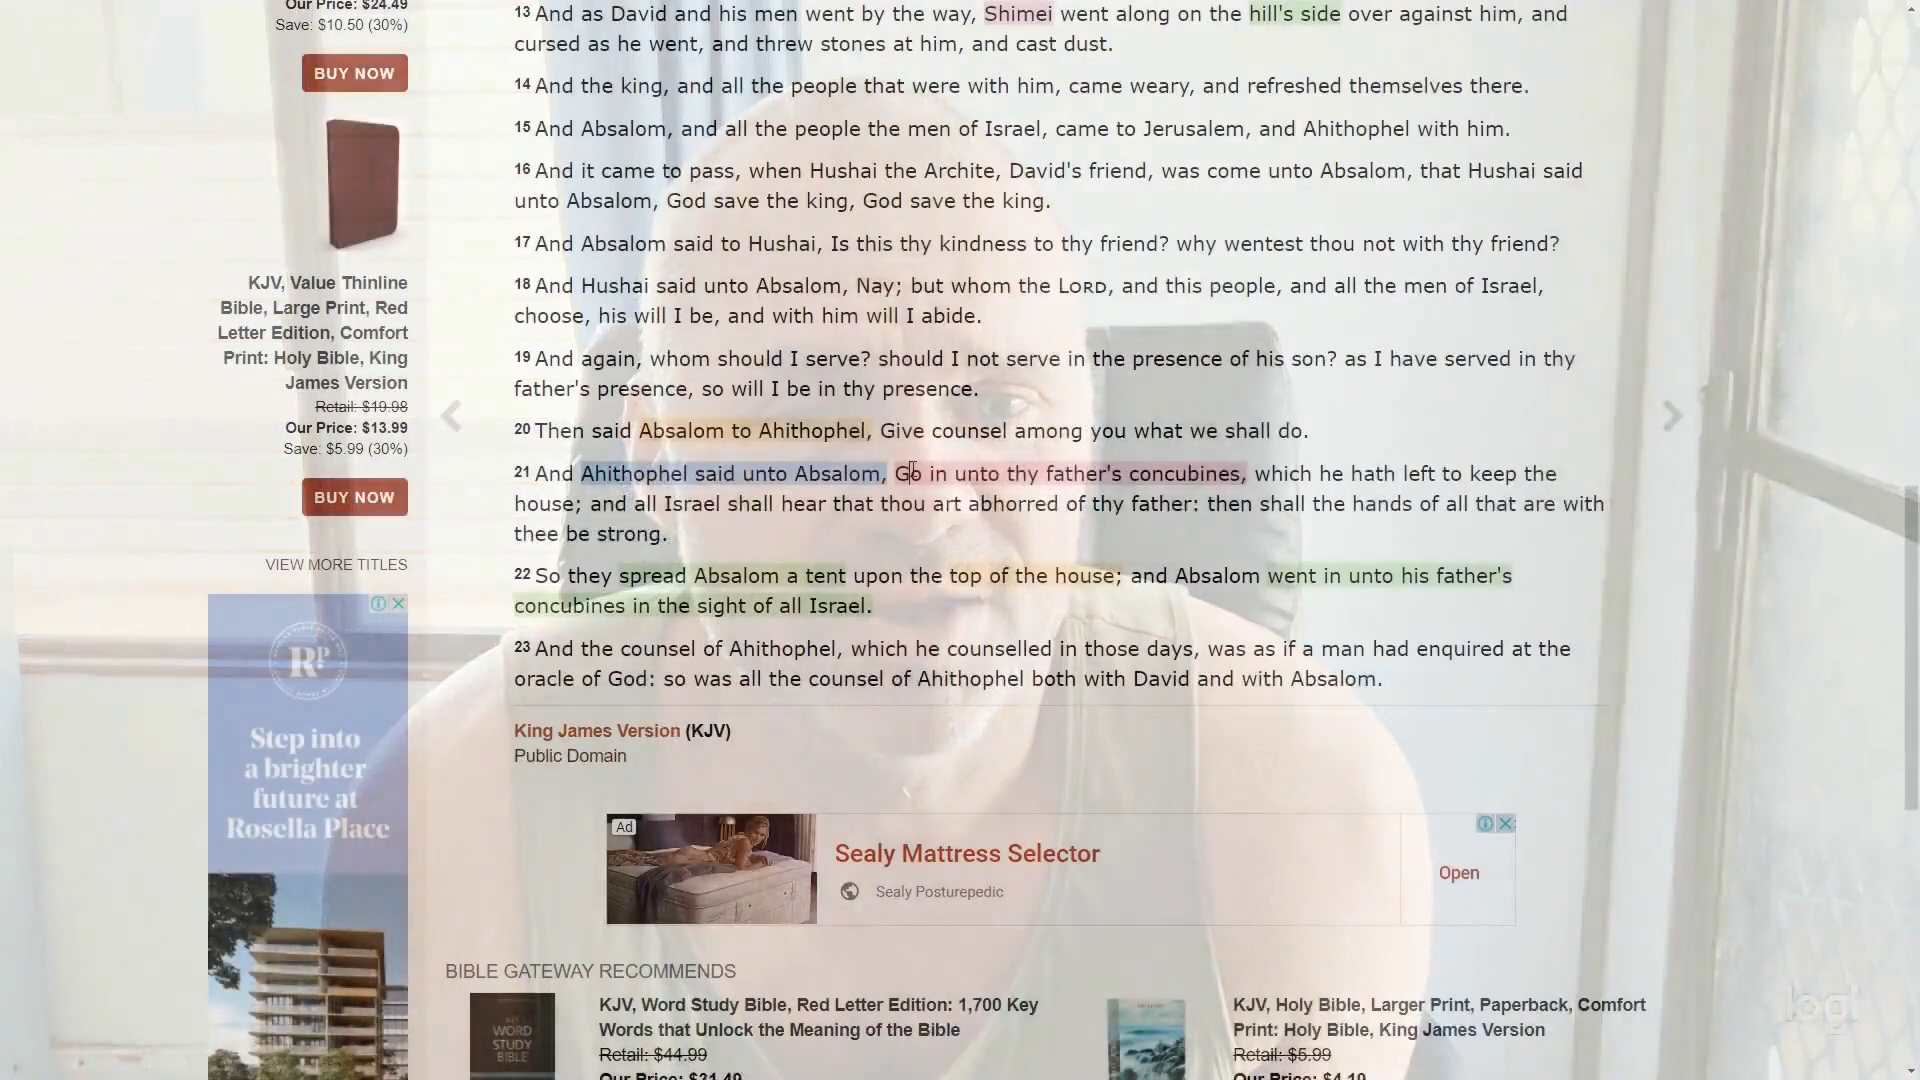 Our Price: $24.49
Save: $10.50 (30%)
BUY NOW
KJV, Value Thinline
Bible, Large Print, Red
Letter Edition, Comfort
Print: Holy Bible, King
James Version
Retail: $19.98
Our Price: $13.99
Save: $5.99 (30%)
BUY NOW
VIEW MORE TITLES
RP
Step into
a brighter
future at
Rosella Place
13 And as David and his men went by the way, Shimei went along on the hill's side over against him, and
cursed as he went, and threw stones at him, and cast dust.
14 And the king, and all the people that were with him, came weary, and refreshed themselves there.
15 And Absalom, and all the people the men of Israel, came to Jerusalem, and Ahithophel with him.
16 And it came to pass, when Hushai the Archite, David's friend, was come unto Absalom, that Hushai said
unto Absalom, God save the king, God save the king.
17 And Absalom said to Hushai, Is this thy kindness to thy friend? why wentest thou not with thy friend?
18 And Hushai said unto Absalom, Nay; but whom the LORD, and this people, and all the men of Israel,
choose, his will I be, and with him will I abide.
19 And again, whom should I serve? should I not serve in the presence of his son? as I have served in thy
father's presence, so will I be in thy presence.
20 Then said Absalom to Ahithophel, Give counsel among you what we shall do.
21 And Ahithophel said unto Absalom, Go in unto thy father's concubines, which he hath left to keep the
house; and all Israel shall hear that thou art abhorred of thy father: then shall the hands of all that are with
thee be strong.
22 So they spread Absalom a tent upon the top of the house; and Absalom went in unto his father's
concubines in the sight of all Israel.
23 And the counsel of Ahithophel, which he counselled in those days, was as if a man had enquired at the
oracle of God: so was all the counsel of Ahithophel both with David and with Absalom.
King James Version (KJV)
Public Domain
Ad
Sealy Mattress Selector
Sealy Posturepedic
Open
BIBLE GATEWAY RECOMMENDS
WORD
STUDY
BIBLE
KJV, Word Study Bible, Red Letter Edition: 1,700 Key
Words that Unlock the Meaning of the Bible
Retail: $44.99
Our Price: $31.49
KJV, Holy Bible, Larger Print, Paperback, Comfort
Print: Holy Bible, King James Version
Retail: $5.99
Our Price: $4.19
logi